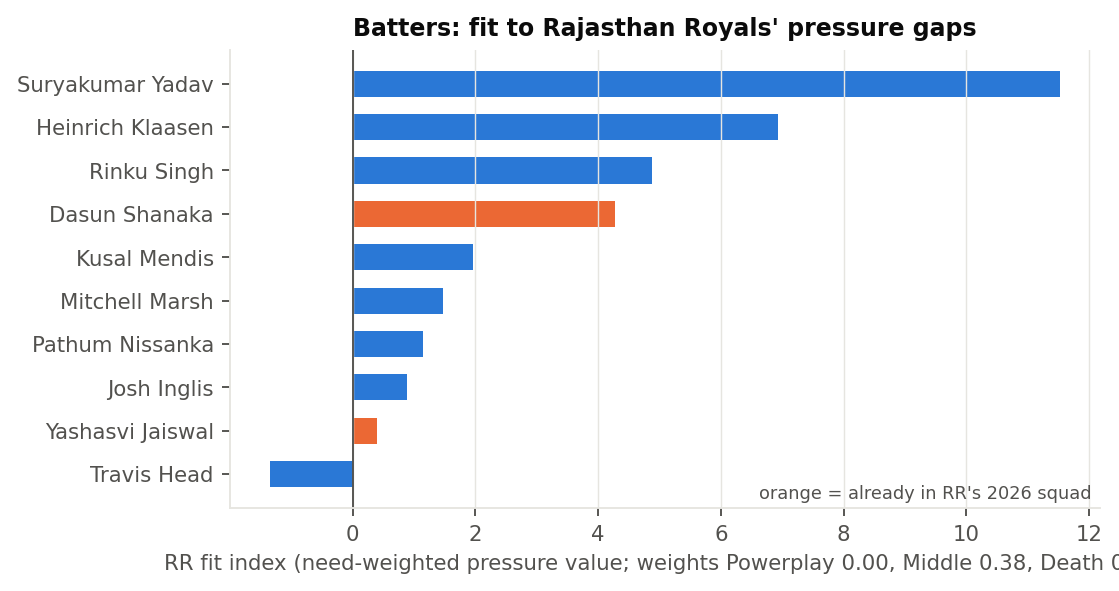 Batters: fit to Rajasthan Royals' pressure gaps
Suryakumar Yadav
Heinrich Klaasen
Rinku Singh
Dasun Shanaka
Kusal Mendis
Mitchell Marsh
Pathum Nissanka
Josh Inglis
Yashasvi Jaiswal
Travis Head
orange = already in RR's 2026 squad
0 2 4 6 8 10 12
RR fit index (need-weighted pressure value; weights Powerplay 0.00, Middle 0.38, Death